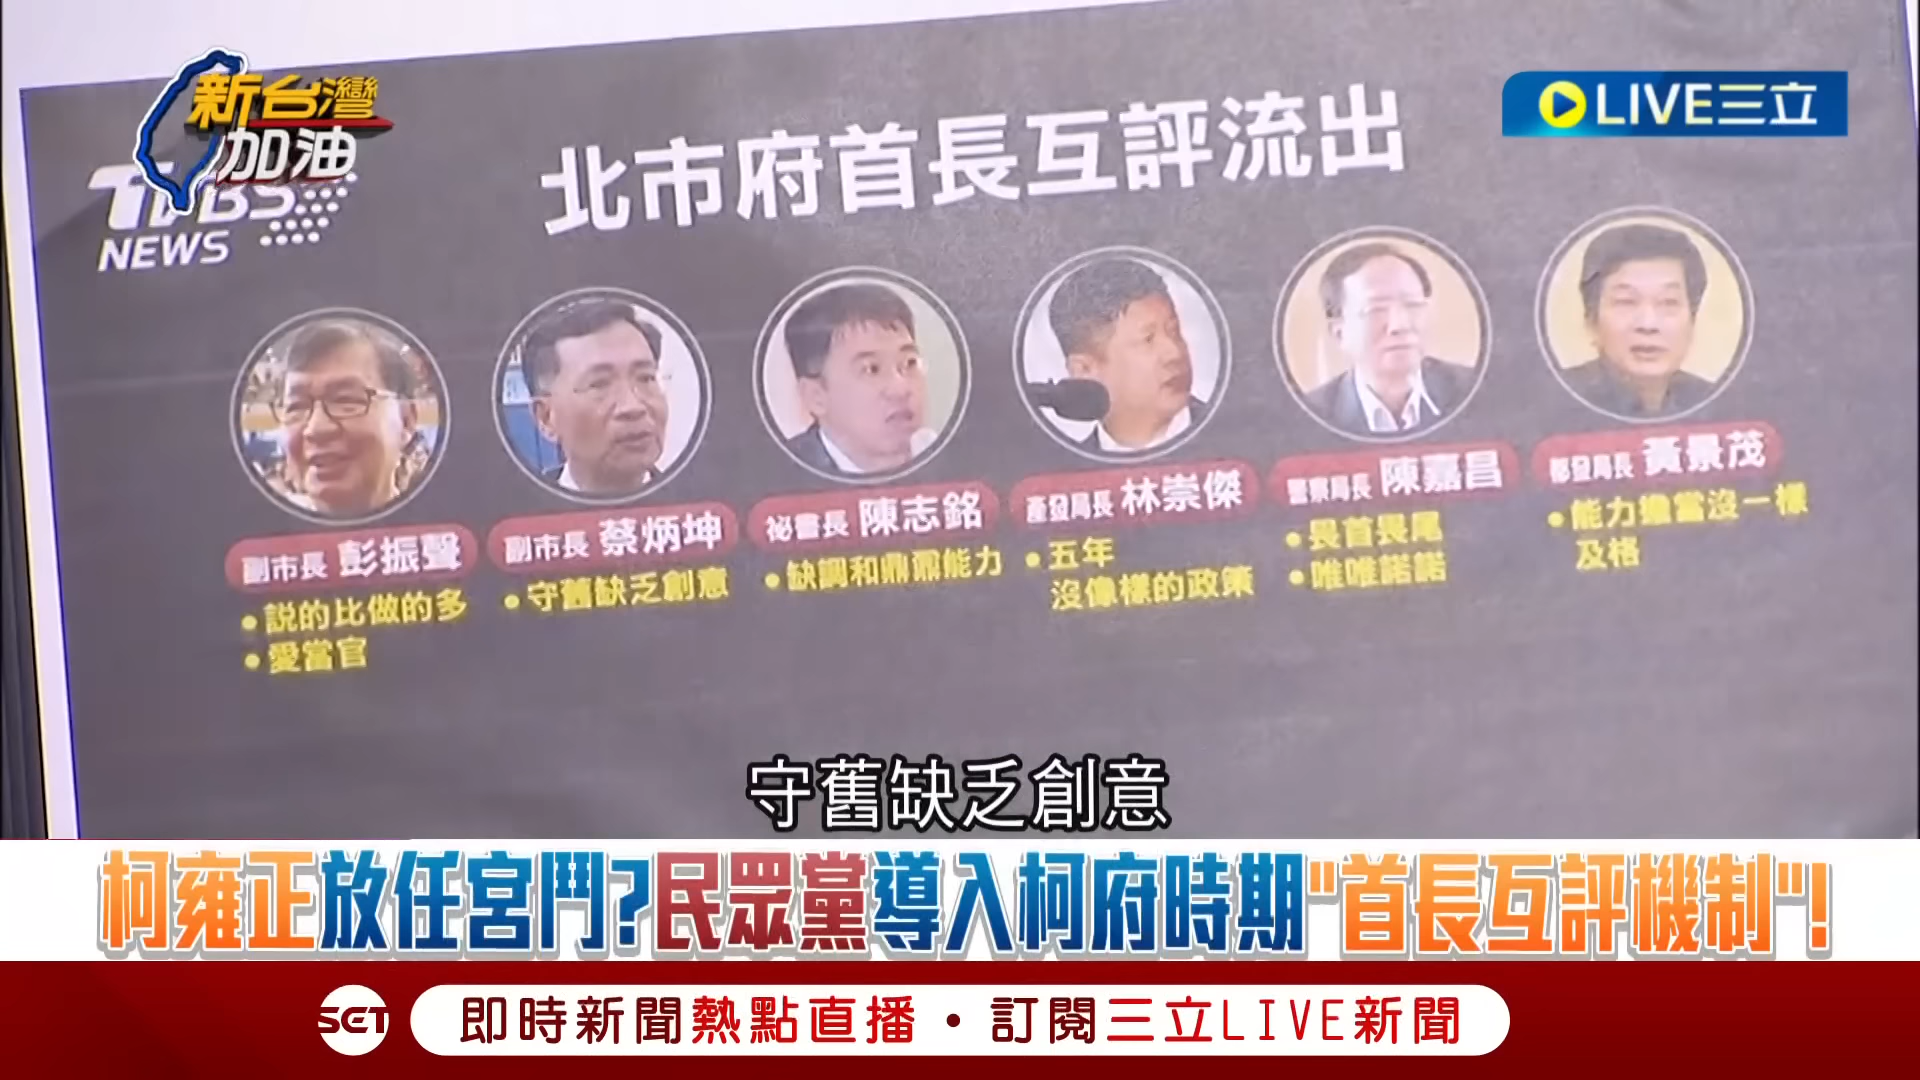 新台灣
加油
TVBS
NEWS
LIVE三立
北市府首長互評流出
副市長 彭振聲
• 說的比做的多
• 愛當官
副市長 蔡炳坤
• 守舊缺乏創意
祕書長 陳志銘
• 缺調和鼎鼐能力
產發局長 林崇傑
• 五年
沒像樣的政策
警察局長 陳嘉昌
• 畏首畏尾
• 唯唯諾諾
都發局長 黃景茂
• 能力擔當沒一樣
及格
守舊缺乏創意
柯雍正放任宮鬥?民眾黨導入柯府時期"首長互評機制"!
SET 即時新聞熱點直播・訂閱三立LIVE新聞